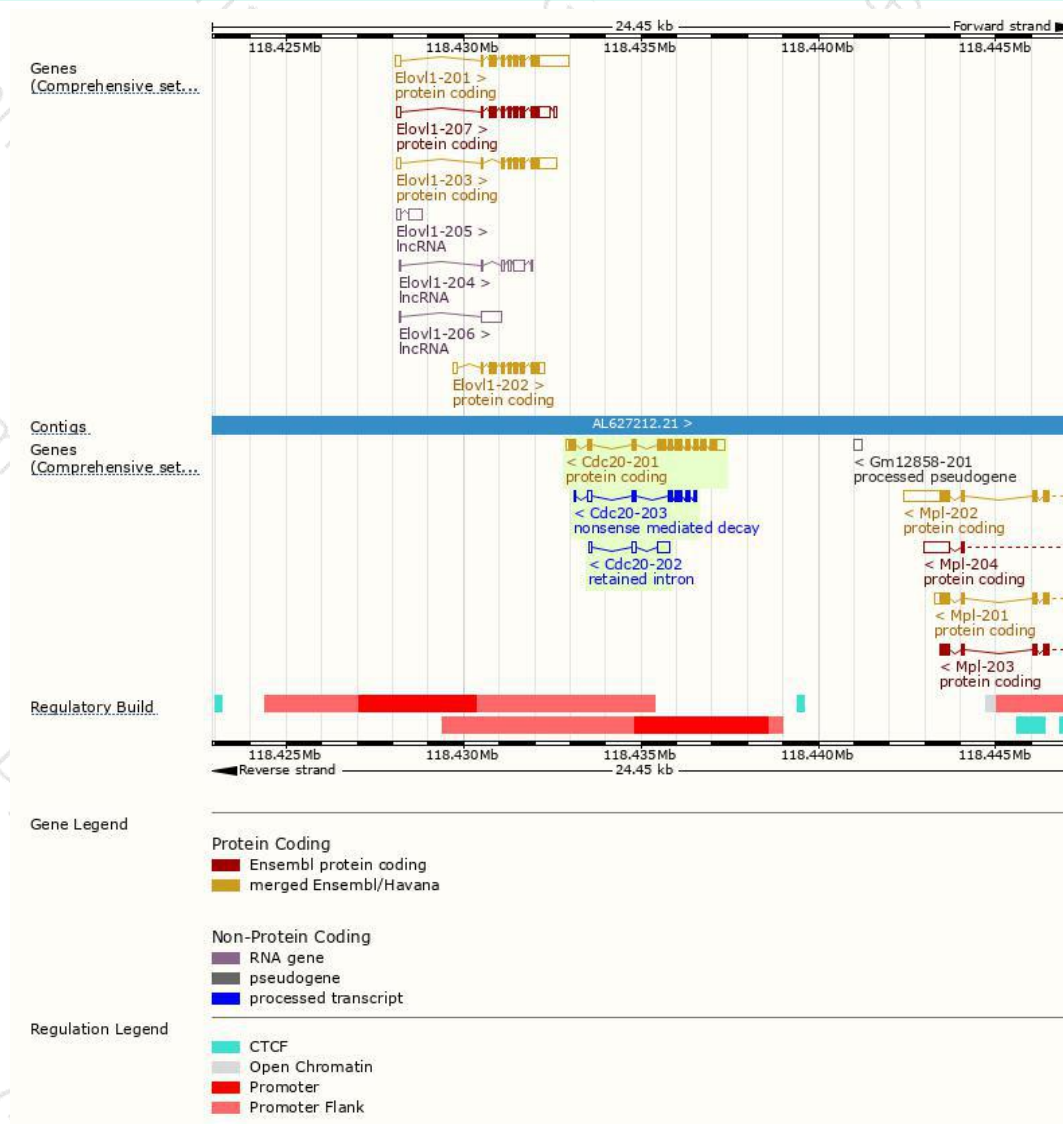 24.45 kb Forward strand
118.425Mb 118.430Mb 118.435Mb 118.440Mb 118.445Mb
Genes
(Comprehensive set...
Elovl1-201 >
protein coding
Elovl1-207 >
protein coding
Elovl1-203 >
protein coding
Elovl1-205 >
lncRNA
Elovl1-204 >
lncRNA
Elovl1-206 >
lncRNA
Elovl1-202 >
protein coding
Contigs AL627212.21 >
Genes
(Comprehensive set...
< Cdc20-201 < Gm12858-201
protein coding processed pseudogene
< Cdc20-203 < Mpl-202
nonsense mediated decay protein coding
< Cdc20-202 < Mpl-204
retained intron protein coding
< Mpl-201
protein coding
< Mpl-203
protein coding
Regulatory Build
118.425Mb 118.430Mb 118.435Mb 118.440Mb 118.445Mb
Reverse strand 24.45 kb
Gene Legend
Protein Coding
Ensembl protein coding
merged Ensembl/Havana
Non-Protein Coding
RNA gene
pseudogene
processed transcript
Regulation Legend
CTCF
Open Chromatin
Promoter
Promoter Flank